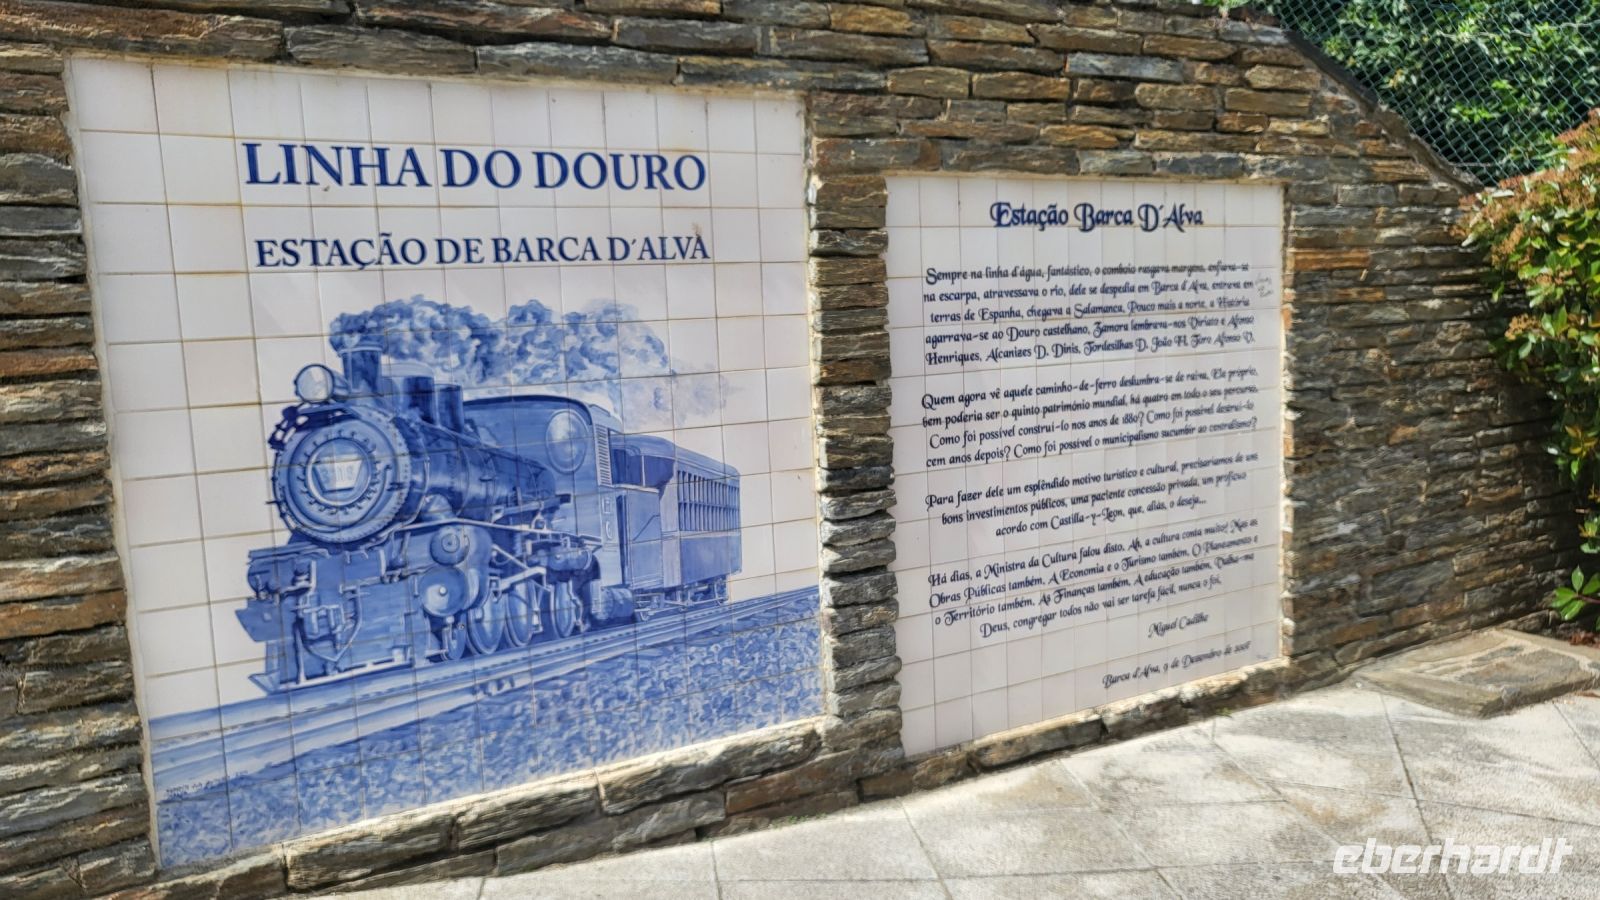 LINHA DO DOURO
ESTAÇÃO DE BARCA D´ALVA
Estação Barca D´Alva
Sempre na linha d'água, fantástico, o comboio rasgava margens, enfiava-se
na escarpa, atravessava o rio, dele se despedia em Barca d'Alva, entrava em
terras de Espanha, chegava a Salamanca. Pouco mais a norte, a História
agarrava-se ao Douro castelhano, Zamora lembrava-nos Viriato e Afonso
Henriques, Alcanizes D. Dinis, Tordesilhas D. João II, Toro Afonso V.
Quem agora vê aquele caminho-de-ferro deslumbra-se de raiva. Ele próprio,
bem poderia ser o quinto património mundial, há quatro em todo o seu percurso.
Como foi possível construí-lo nos anos de 1880? Como foi possível destruí-lo
cem anos depois? Como foi possível o municipalismo sucumbir ao centralismo?
Para fazer dele um esplêndido motivo turístico e cultural, precisaríamos de uns
bons investimentos públicos, uma paciente concessão privada, um profícuo
acordo com Castilla-y-Leon, que, aliás, o deseja...
Há dias, a Ministra da Cultura falou disto. Ah, a cultura conta muito! Mas as
Obras Públicas também. A Economia e o Turismo também. O Planeamento e
o Território também. As Finanças também. A educação também. Valha-me
Deus, congregar todos não vai ser tarefa fácil, nunca o foi.
Miguel Cadilhe
Barca d'Alva, 9 de Dezembro de
eberhardt